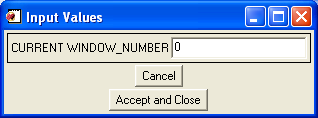 Input Values
CURRENT WINDOW_NUMBER 0
Cancel
Accept and Close